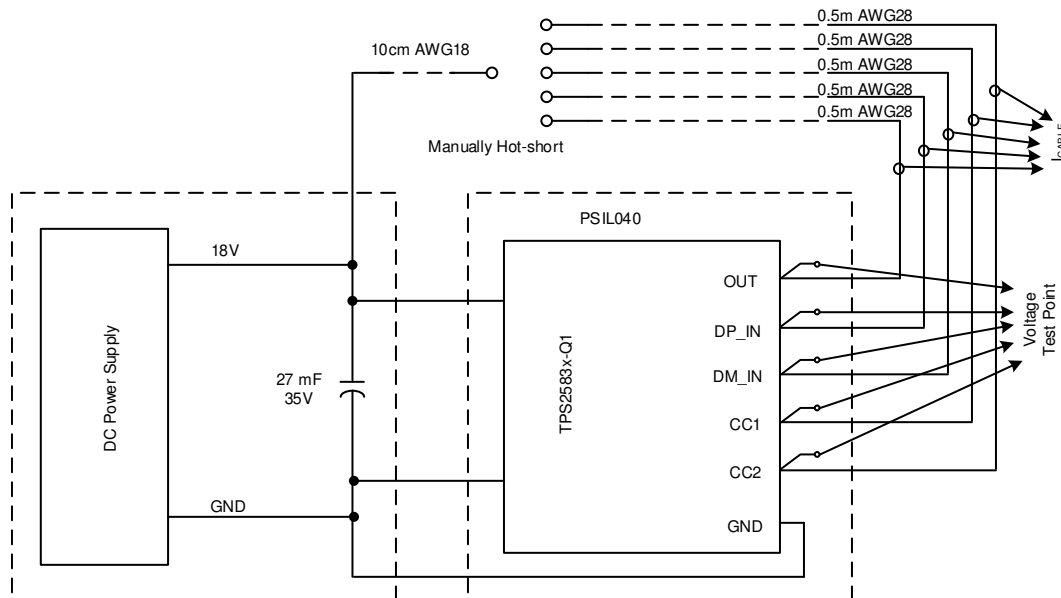 0.5m AWG28
0.5m AWG28
10cm AWG18
0.5m AWG28
0.5m AWG28
0.5m AWG28
Manually Hot-short
ICABLE
PSIL040
18V
OUT
DP_IN
DM_IN
CC1
CC2
GND
Voltage
Test Point
TPS2583x-Q1
27 mF
35V
DC Power Supply
GND